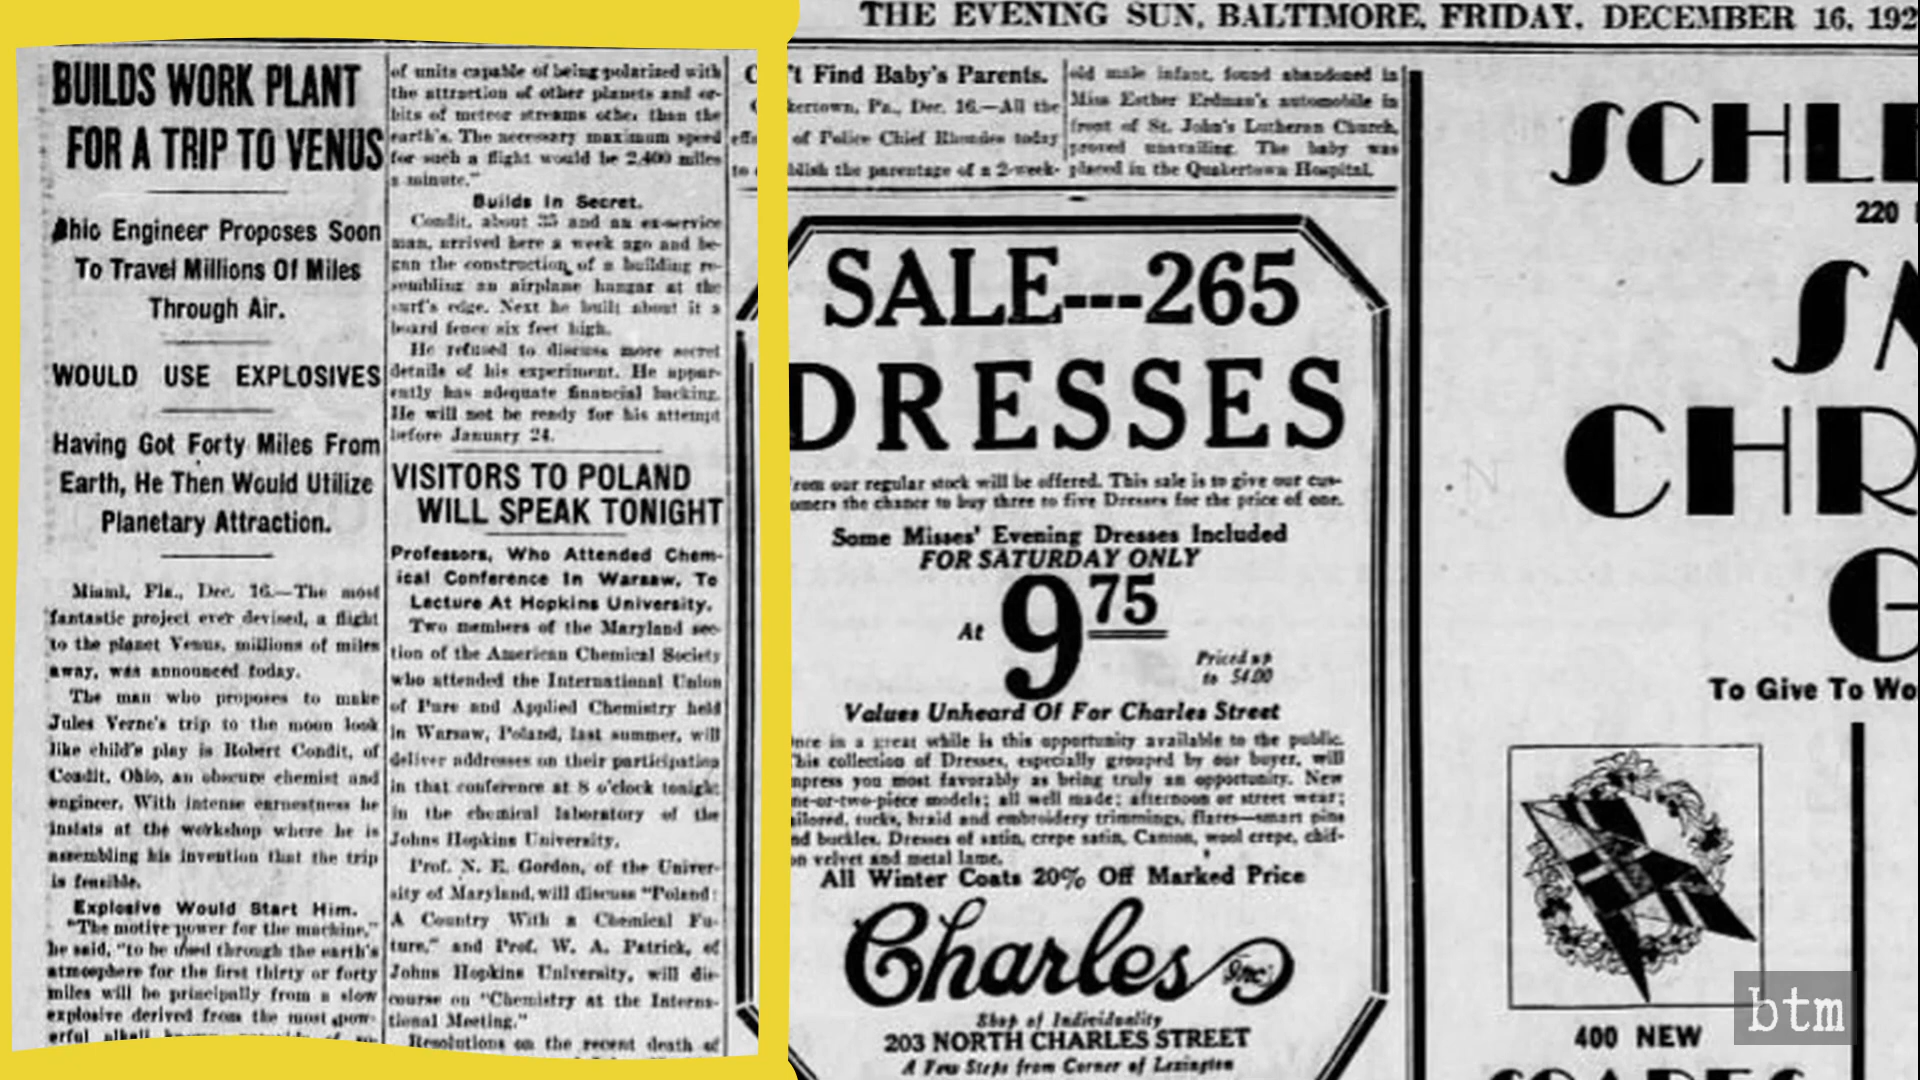 THE EVENING SUN, BALTIMORE, FRIDAY, DECEMBER 16, 192
BUILDS WORK PLANT
FOR A TRIP TO VENUS
Ohio Engineer Proposes Soon
To Travel Millions Of Miles
Through Air.
WOULD USE EXPLOSIVES
Having Got Forty Miles From
Earth, He Then Would Utilize
Planetary Attraction.
Miami, Fla., Dec. 16.—The most
fantastic project ever devised, a flight
to the planet Venus, millions of miles
away, was announced today.
The man who proposes to make
Jules Verne's trip to the moon look
like child's play is Robert Condit, of
Condit, Ohio, an obscure chemist and
engineer. With intense earnestness he
insists at the workshop where he is
assembling his invention that the trip
is feasible.
Explosive Would Start Him.
"The motive power for the machine,"
he said, "to be used through the earth's
atmosphere for the first thirty or forty
miles will be principally from a slow
explosive derived from the most pow-
erful alkali
of units capable of being polarized with
the attraction of other planets and or-
bits of meteor streams other than the
earth's. The necessary maximum speed
for such a flight would be 2,400 miles
a minute."
Builds In Secret.
Condit, about 35 and an ex-service
man, arrived here a week ago and be-
gan the construction of a building re-
sembling an airplane hangar at the
surf's edge. Next he built about it a
board fence six feet high.
He refused to discuss more secret
details of his experiment. He appar-
ently has adequate financial backing.
He will not be ready for his attempt
before January 24.
VISITORS TO POLAND
WILL SPEAK TONIGHT
Professors, Who Attended Chem-
ical Conference In Warsaw, To
Lecture At Hopkins University.
Two members of the Maryland sec-
tion of the American Chemical Society
who attended the International Union
of Pure and Applied Chemistry held
in Warsaw, Poland, last summer, will
deliver addresses on their participation
in that conference at 8 o'clock tonight
in the chemical laboratory of the
Johns Hopkins University.
Prof. N. E. Gordon, of the Univer-
sity of Maryland, will discuss "Poland:
A Country With a Chemical Fu-
ture," and Prof. W. A. Patrick, of
Johns Hopkins University, will dis-
course on "Chemistry at the Interna-
tional Meeting."
Resolutions on the recent death of
C 't Find Baby's Parents.
kertown, Pa., Dec. 16.—All the
effo of Police Chief Rhoades today
to blish the parentage of a 2-week-
old male infant, found abandoned in
Miss Esther Erdman's automobile in
front of St. John's Lutheran Church,
proved unavailing. The baby was
placed in the Quakertown Hospital.
SALE---265
DRESSES
rom our regular stock will be offered. This sale is to give our cus-
omers the chance to buy three to five Dresses for the price of one.
Some Misses' Evening Dresses Included
FOR SATURDAY ONLY
At 9 75
Priced up
to 54.00
Values Unheard Of For Charles Street
nce in a great while is this opportunity available to the public.
his collection of Dresses, especially grouped by our buyer, will
mpress you most favorably as being truly an opportunity. New
ne-or-two-piece models; all well made; afternoon or street wear;
ailored, tucks, braid and embroidery trimmings, flares—smart pins
nd buckles. Dresses of satin, crepe satin, Canton, wool crepe, chif-
on velvet and metal lame.
All Winter Coats 20% Off Marked Price
Charles Inc.
Shop of Individuality
203 NORTH CHARLES STREET
A Few Steps from Corner of Lexington
SCHLE
220
SA
CHR
G
To Give To Wo
400 NEW
btm